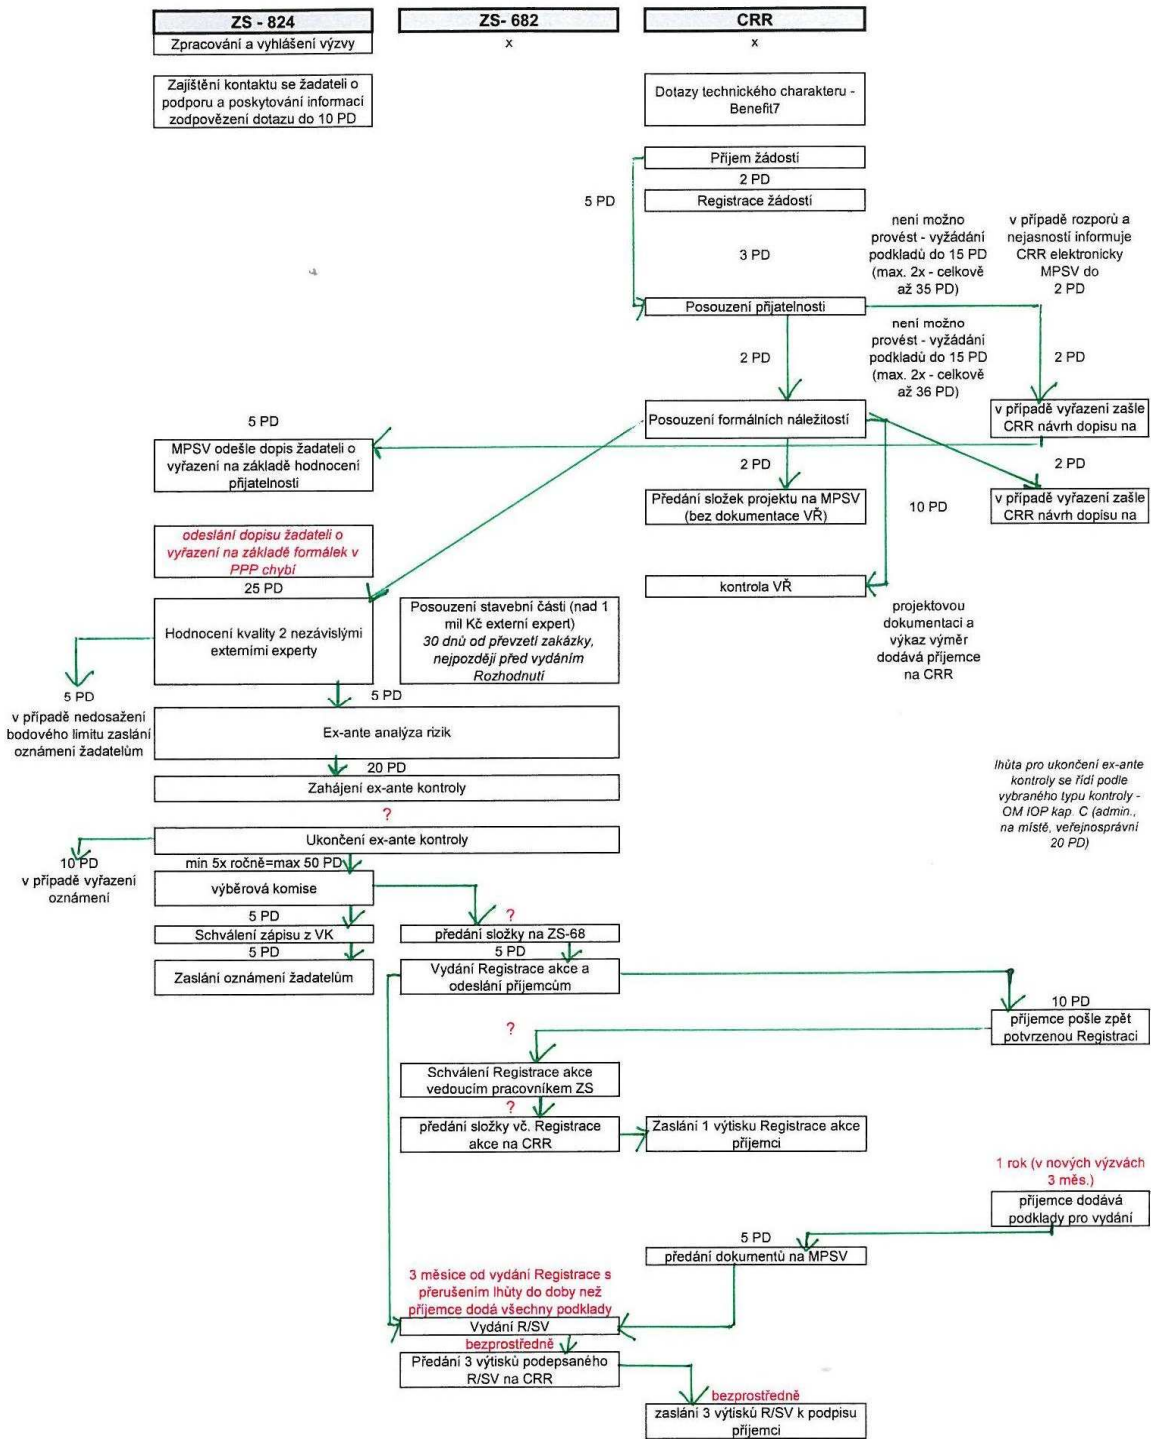 ZS - 824
ZS- 682
CRR
Zpracování a vyhlášení výzvy
x
x
Zajištění kontaktu se žadateli o
podporu a poskytování informací
zodpovězení dotazu do 10 PD
Dotazy technického charakteru -
Benefit7
Příjem žádostí
2 PD
5 PD
Registrace žádostí
3 PD
není možno
provést - vyžádání
podkladů do 15 PD
(max. 2x - celkově
až 35 PD)
v případě rozporů a
nejasností informuje
CRR elektronicky
MPSV do
2 PD
Posouzení přijatelnosti
2 PD
není možno
provést - vyžádání
podkladů do 15 PD
(max. 2x - celkově
až 36 PD)
2 PD
5 PD
Posouzení formálních náležitostí
v případě vyřazení zašle
CRR návrh dopisu na
MPSV odešle dopis žadateli o
vyřazení na základě hodnocení
přijatelnosti
2 PD
2 PD
Předání složek projektu na MPSV
(bez dokumentace VŘ)
10 PD
v případě vyřazení zašle
CRR návrh dopisu na
odeslání dopisu žadateli o
vyřazení na základě formálek v
PPP chybí
25 PD
kontrola VŘ
Hodnocení kvality 2 nezávislými
externími experty
Posouzení stavební části (nad 1
mil Kč externí expert)
30 dnů od převzetí zakázky,
nejpozději před vydáním
Rozhodnutí
projektovou
dokumentaci a
výkaz výměr
dodává příjemce
na CRR
5 PD
v případě nedosažení
bodového limitu zaslání
oznámení žadatelům
5 PD
Ex-ante analýza rizik
20 PD
Zahájení ex-ante kontroly
lhůta pro ukončení ex-ante
kontroly se řídí podle
vybraného typu kontroly -
OM IOP kap. C (admin.,
na místě, veřejnosprávní
20 PD)
?
Ukončení ex-ante kontroly
10 PD
v případě vyřazení
oznámení
min 5x ročně=max 50 PD
výběrová komise
5 PD
?
Schválení zápisu z VK
předání složky na ZS-68
5 PD
5 PD
Zaslání oznámení žadatelům
Vydání Registrace akce a
odeslání příjemcům
10 PD
příjemce pošle zpět
potvrzenou Registraci
?
Schválení Registrace akce
vedoucím pracovníkem ZS
?
předání složky vč. Registrace
akce na CRR
Zaslání 1 výtisku Registrace akce
příjemci
1 rok (v nových výzvách
3 měs.)
příjemce dodává
podklady pro vydání
5 PD
předání dokumentů na MPSV
3 měsíce od vydání Registrace s
přerušením lhůty do doby než
příjemce dodá všechny podklady
Vydání R/SV
bezprostředně
Předání 3 výtisků podepsaného
R/SV na CRR
bezprostředně
zaslání 3 výtisků R/SV k podpisu
příjemci